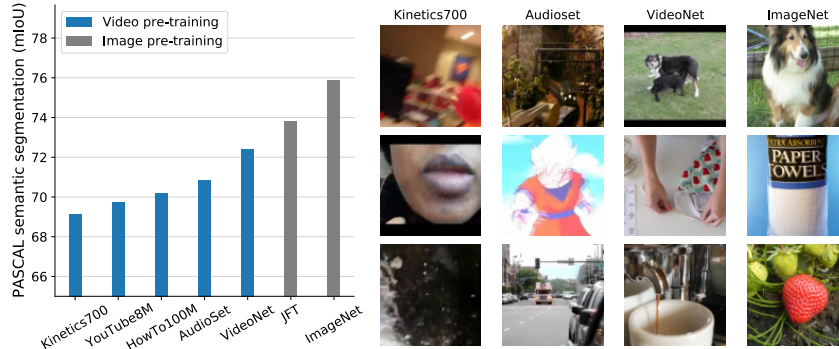 PASCAL semantic segmentation (mIoU)
78
76
74
72
70
68
66
Video pre-training
Image pre-training
Kinetics700
YouTube8M
HowTo100M
AudioSet
VideoNet
JFT
ImageNet
Kinetics700
Audioset
VideoNet
ImageNet
EXTRA ABSORBENT
PAPER
TOWELS